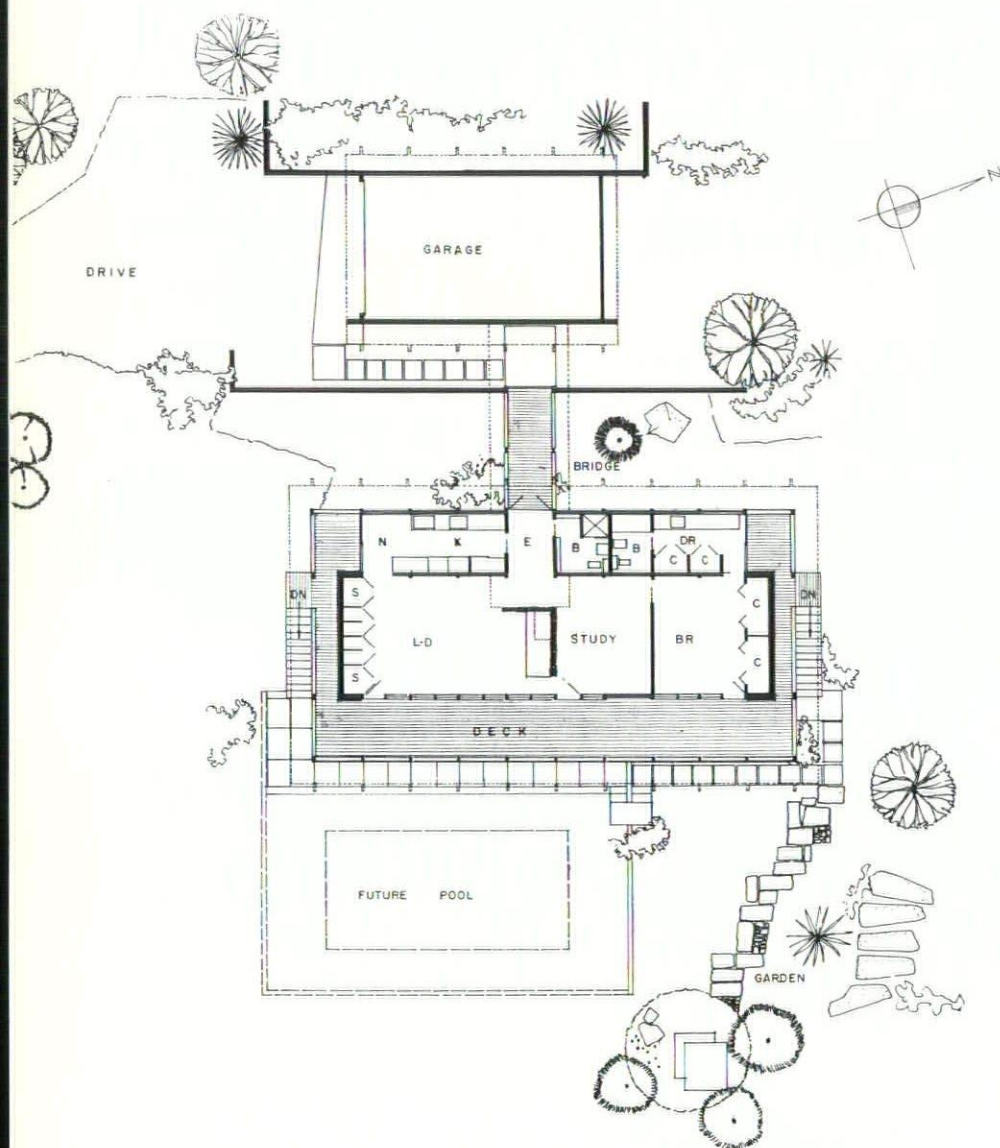 GARAGE
N
DRIVE
BRIDGE
N K E B B DR
C C
DN S C DN
L-D STUDY BR
S C
DECK
FUTURE POOL
GARDEN